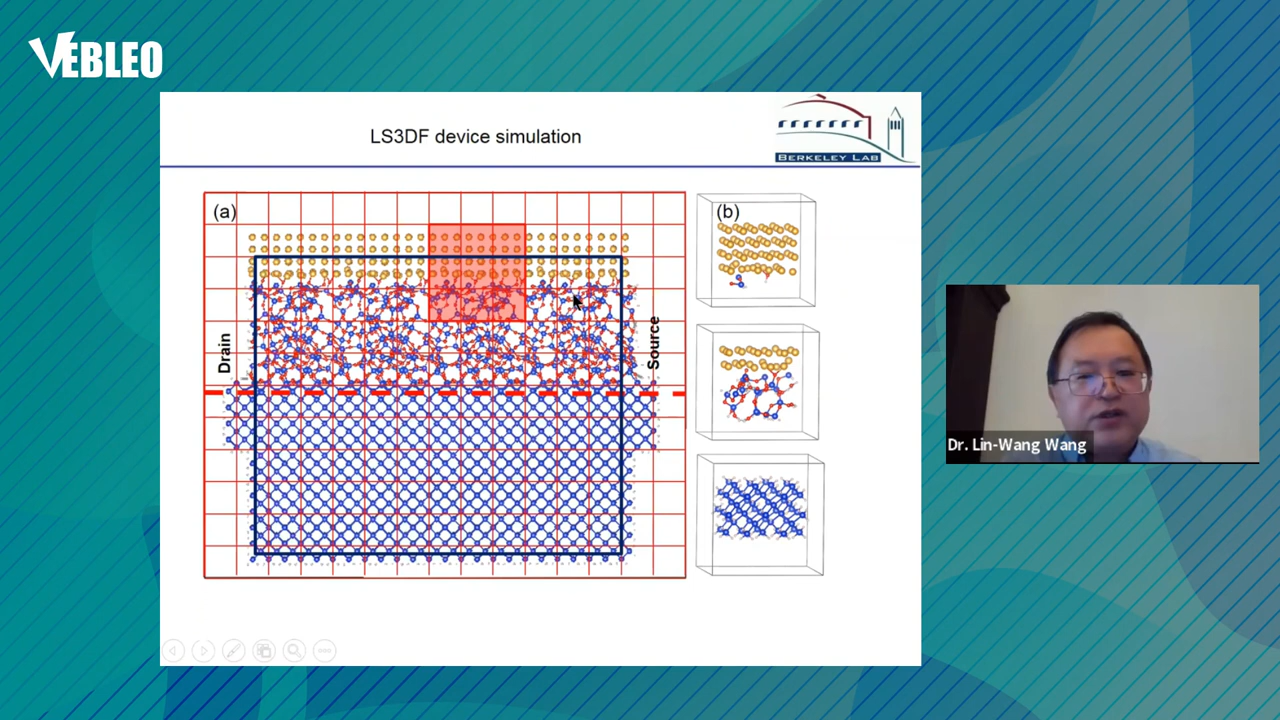 VEBLEO
LS3DF device simulation
BERKELEY LAB
(a)
(b)
Drain
Source
Dr. Lin-Wang Wang